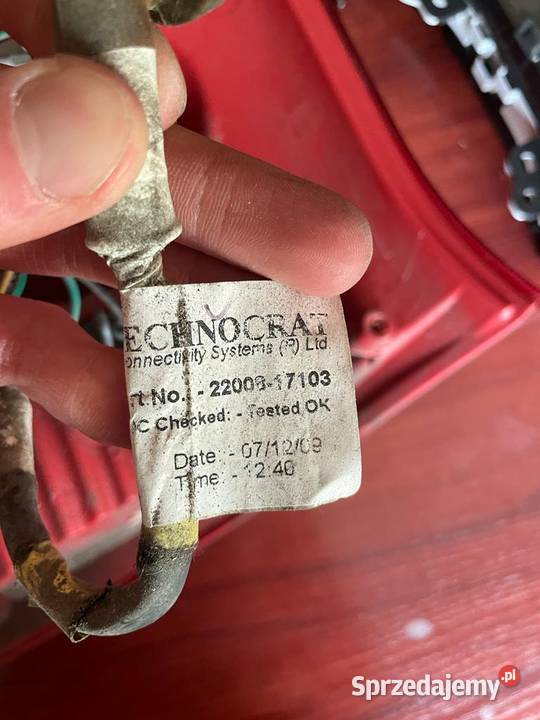 ECHNOCRAT
onnectivity Systems (P) Ltd
rt.No. - 22008-17103
C Checked: - Tested OK
Date: - 07/12/09
Time: - 12:40
Sprzedajemy.pl